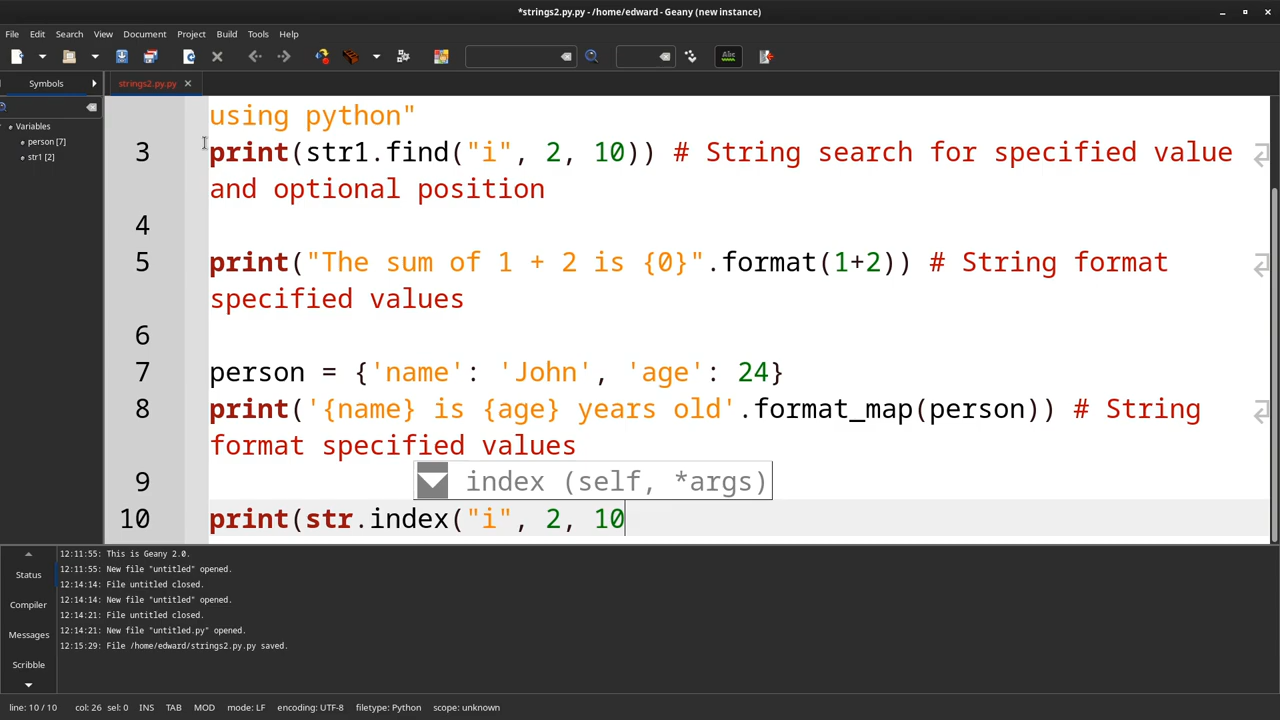 *strings2.py.py - /home/edward - Geany (new instance)
File Edit Search View Document Project Build Tools Help
Abc
Symbols
strings2.py.py
Variables
person [7]
str1 [2]
using python"
3 print(str1.find("i", 2, 10)) # String search for specified value
and optional position
4
5 print("The sum of 1 + 2 is {0}".format(1+2)) # String format
specified values
6
7 person = {'name': 'John', 'age': 24}
8 print('{name} is {age} years old'.format_map(person)) # String
format specified values
9
index (self, *args)
10 print(str.index("i", 2, 10
Status
Compiler
Messages
Scribble
12:11:55: This is Geany 2.0.
12:11:55: New file "untitled" opened.
12:14:14: File untitled closed.
12:14:14: New file "untitled" opened.
12:14:21: File untitled closed.
12:14:21: New file "untitled.py" opened.
12:15:29: File /home/edward/strings2.py.py saved.
line: 10 / 10 col: 26 sel: 0 INS TAB MOD mode: LF encoding: UTF-8 filetype: Python scope: unknown